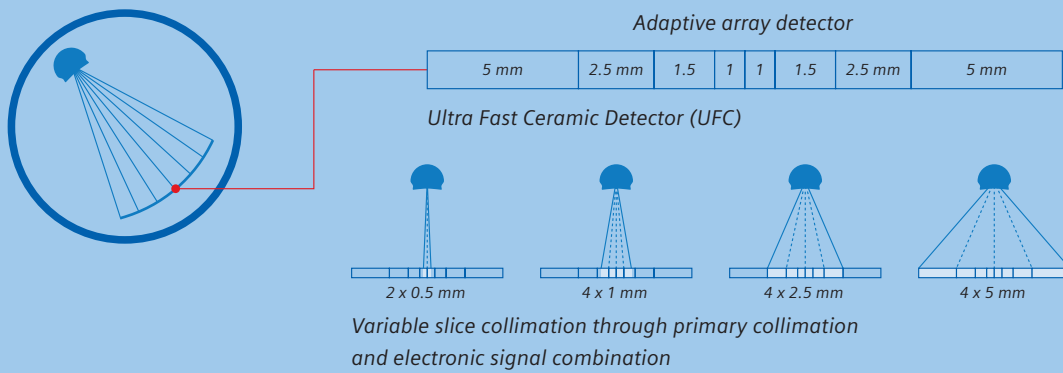 Adaptive array detector
5 mm 2.5 mm 1.5 1 1 1.5 2.5 mm 5 mm
Ultra Fast Ceramic Detector (UFC)
2 x 0.5 mm 4 x 1 mm 4 x 2.5 mm 4 x 5 mm
Variable slice collimation through primary collimation
and electronic signal combination